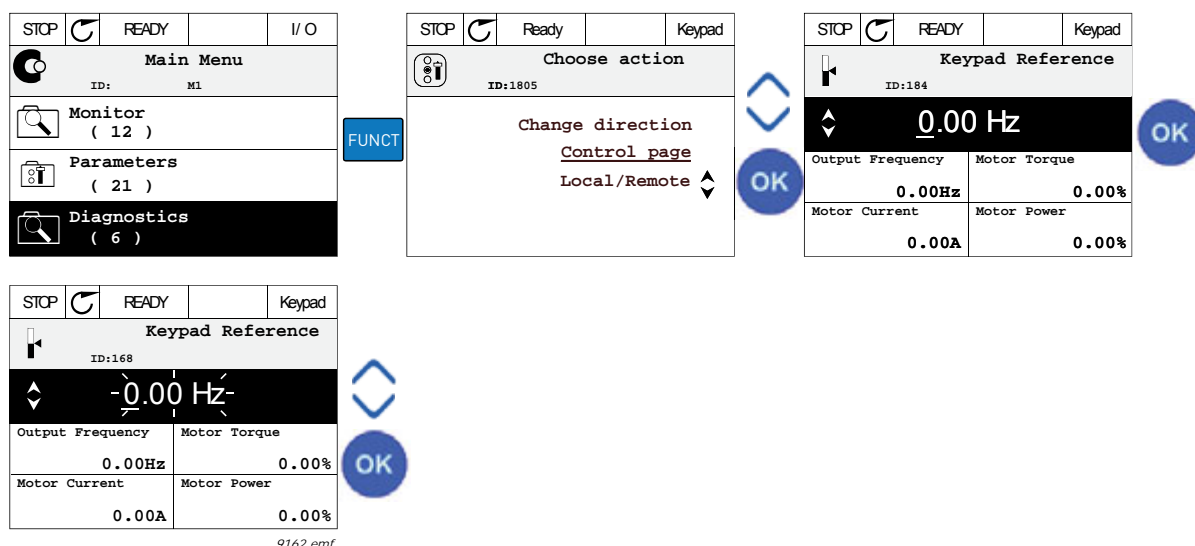 STOP READY I/ O
Main Menu
ID: M1
Monitor
( 12 )
Parameters
( 21 )
Diagnostics
( 6 )
FUNCT
STOP Ready Keypad
Choose action
ID:1805
Change direction
Control page
Local/Remote
OK
STOP READY Keypad
Keypad Reference
ID:184
0.00 Hz
Output Frequency Motor Torque
0.00Hz 0.00%
Motor Current Motor Power
0.00A 0.00%
OK
STOP READY Keypad
Keypad Reference
ID:168
0.00 Hz
Output Frequency Motor Torque
0.00Hz 0.00%
Motor Current Motor Power
0.00A 0.00%
OK
9162.emf